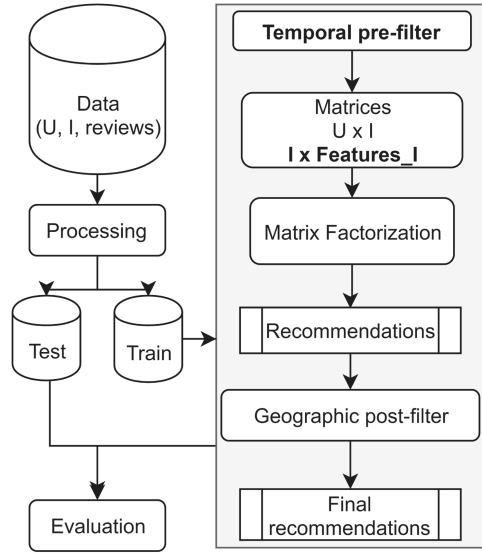 Data
(U, I, reviews)
Processing
Test
Train
Evaluation
Temporal pre-filter
Matrices
U x I
I x Features_I
Matrix Factorization
Recommendations
Geographic post-filter
Final
recommendations